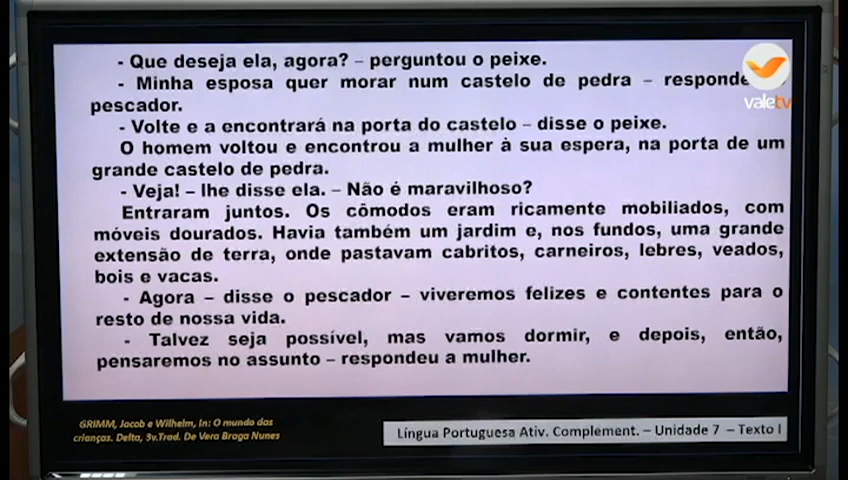 - Que deseja ela, agora? – perguntou o peixe.
- Minha esposa quer morar num castelo de pedra – responde
pescador.
- Volte e a encontrará na porta do castelo – disse o peixe.
O homem voltou e encontrou a mulher à sua espera, na porta de um
grande castelo de pedra.
- Veja! – lhe disse ela. – Não é maravilhoso?
Entraram juntos. Os cômodos eram ricamente mobiliados, com
móveis dourados. Havia também um jardim e, nos fundos, uma grande
extensão de terra, onde pastavam cabritos, carneiros, lebres, veados,
bois e vacas.
- Agora – disse o pescador – viveremos felizes e contentes para o
resto de nossa vida.
- Talvez seja possível, mas vamos dormir, e depois, então,
pensaremos no assunto – respondeu a mulher.
GRIMM, Jacob e Wilhelm, In: O mundo das
crianças. Delta, 3v.Trad. De Vera Braga Nunes
Língua Portuguesa Ativ. Complement. – Unidade 7 – Texto I
valetv